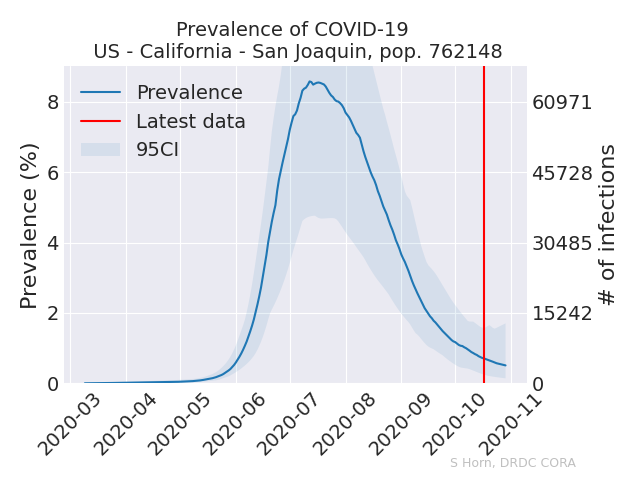 Prevalence of COVID-19
US - California - San Joaquin, pop. 762148
Prevalence
Latest data
95CI
Prevalence (%)
8
6
4
2
0
60971
45728
30485
15242
0
# of infections
2020-03
2020-04
2020-05
2020-06
2020-07
2020-08
2020-09
2020-10
2020-11
S Horn, DRDC CORA